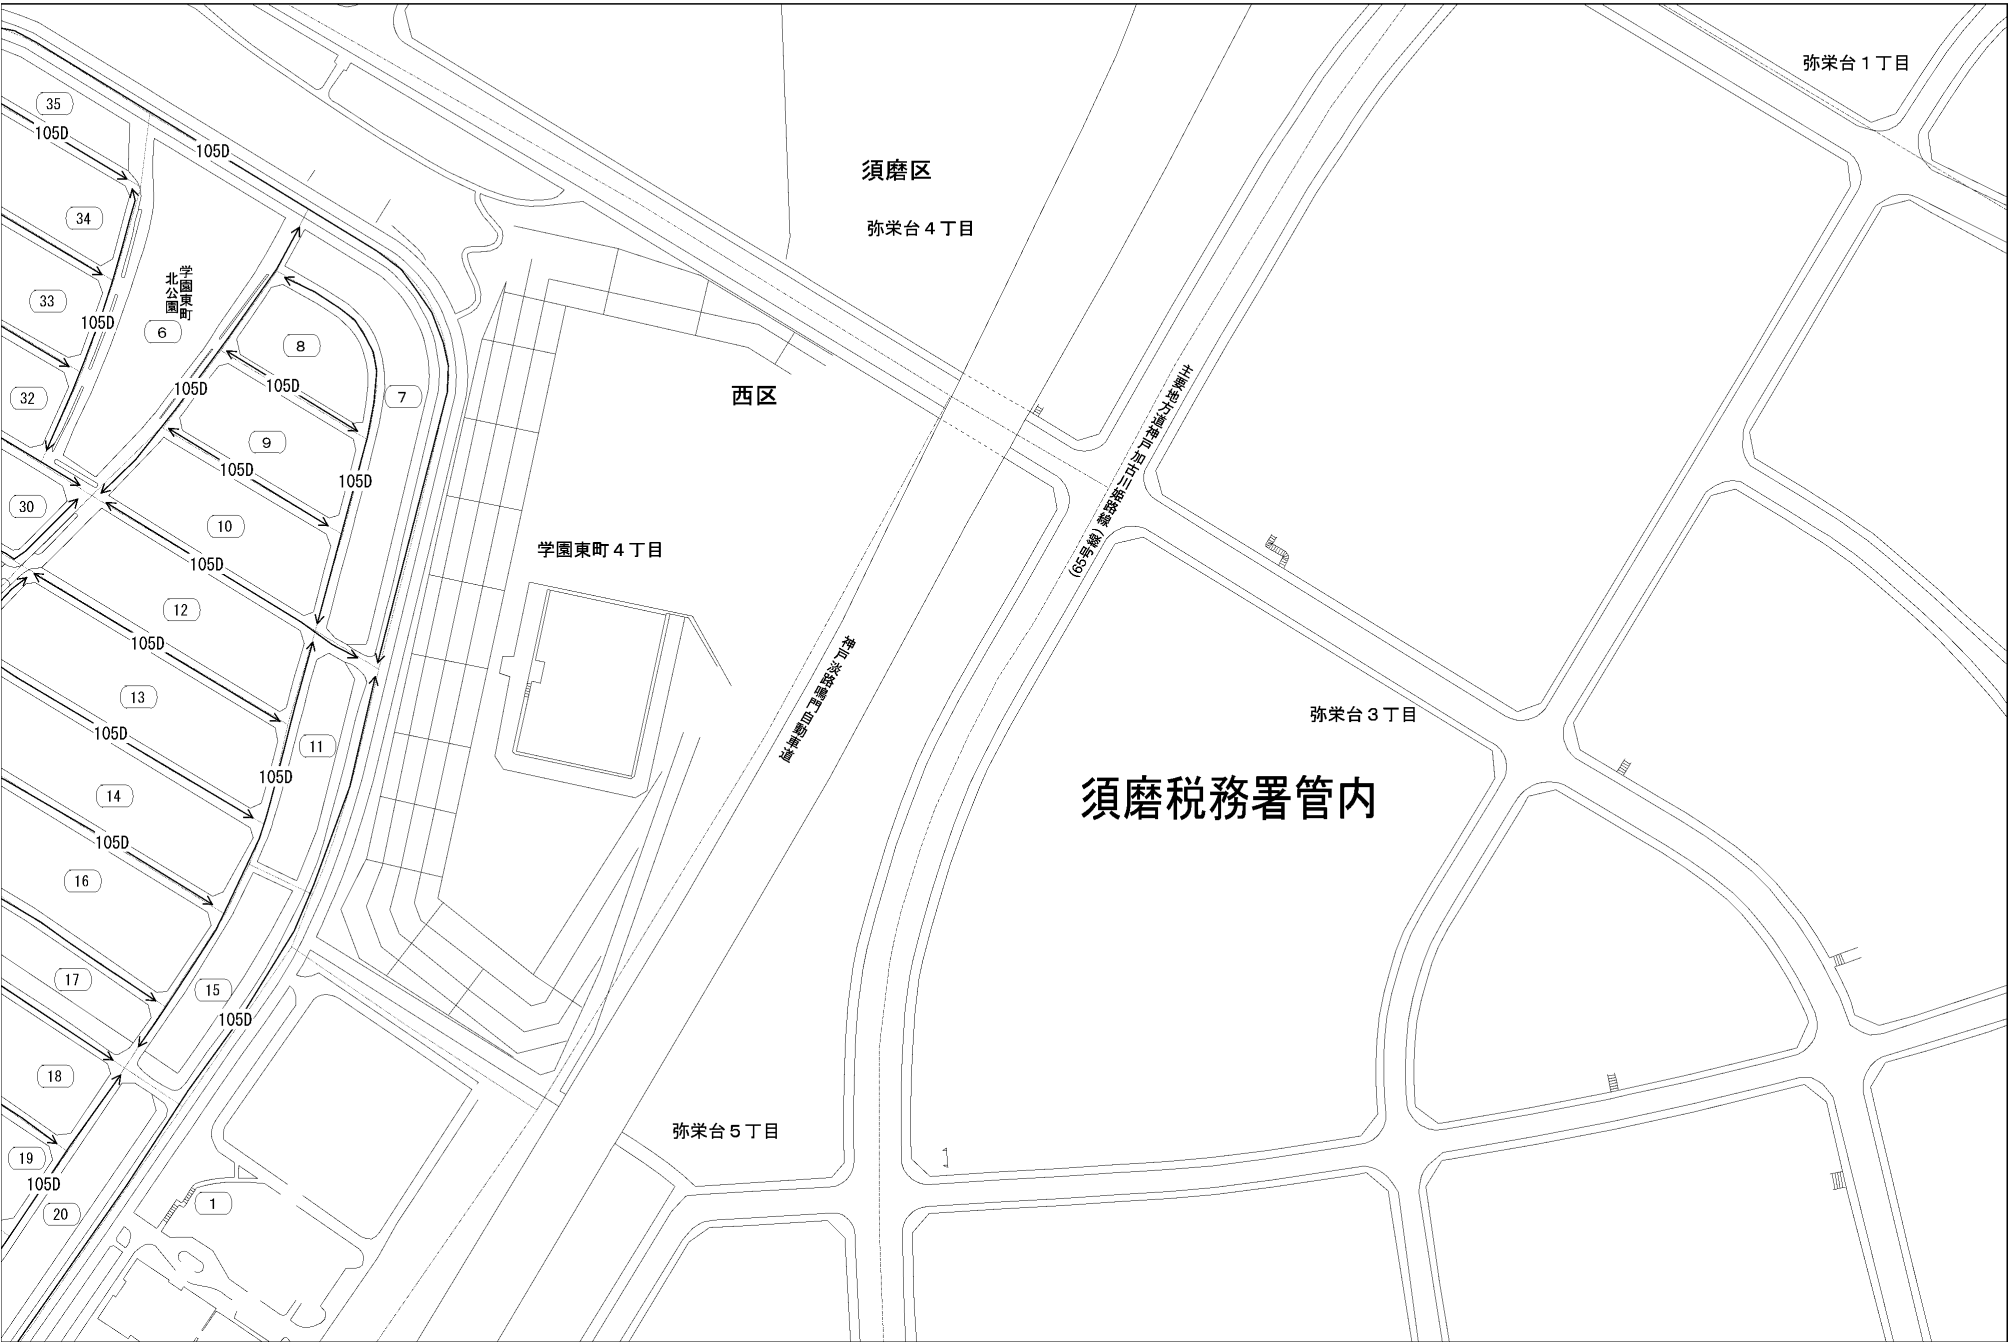 弥栄台１丁目
35
105D
105D
須磨区
34
弥栄台４丁目
学園東町
北公園
33
105D
6
8
主要地方道神戸加古川姫路線
(65号線)
105D
105D
7
32
西区
9
105D
105D
30
10
学園東町４丁目
105D
12
105D
神戸淡路鳴門自動車道
13
弥栄台３丁目
105D
11
105D
14
須磨税務署管内
105D
16
17
15
105D
18
弥栄台５丁目
19
105D
1
20